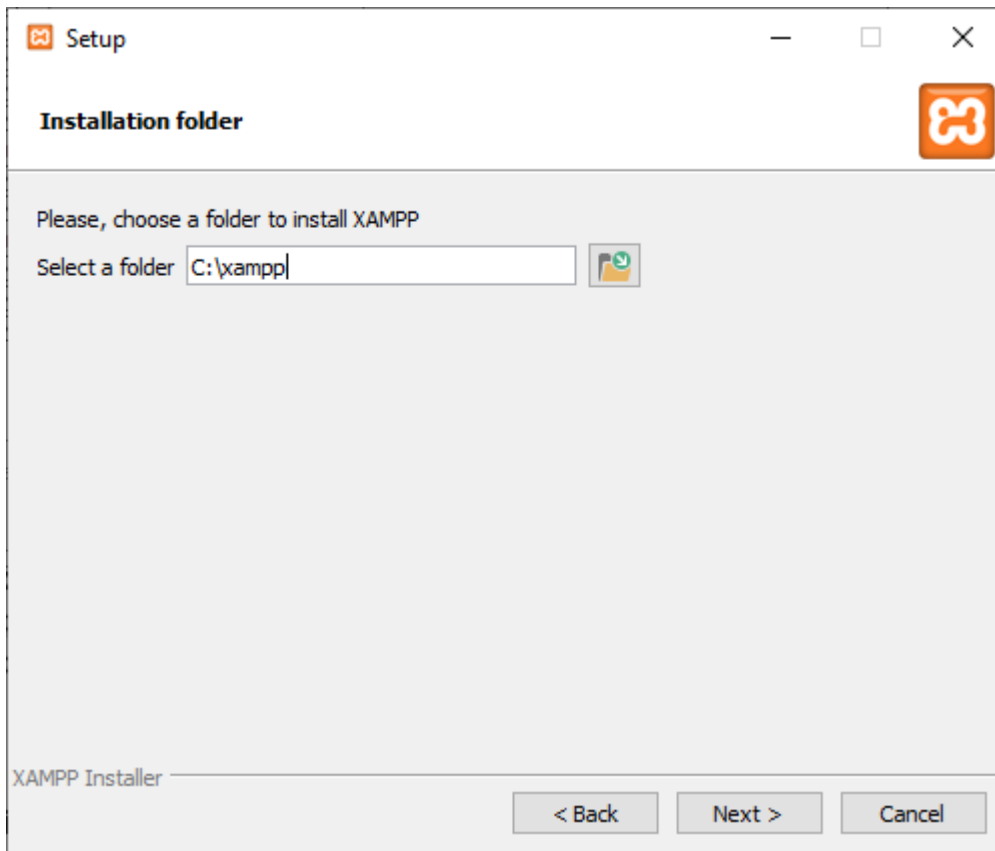 Setup
Installation folder
Please, choose a folder to install XAMPP
Select a folder C:\xampp
XAMPP Installer
< Back Next > Cancel